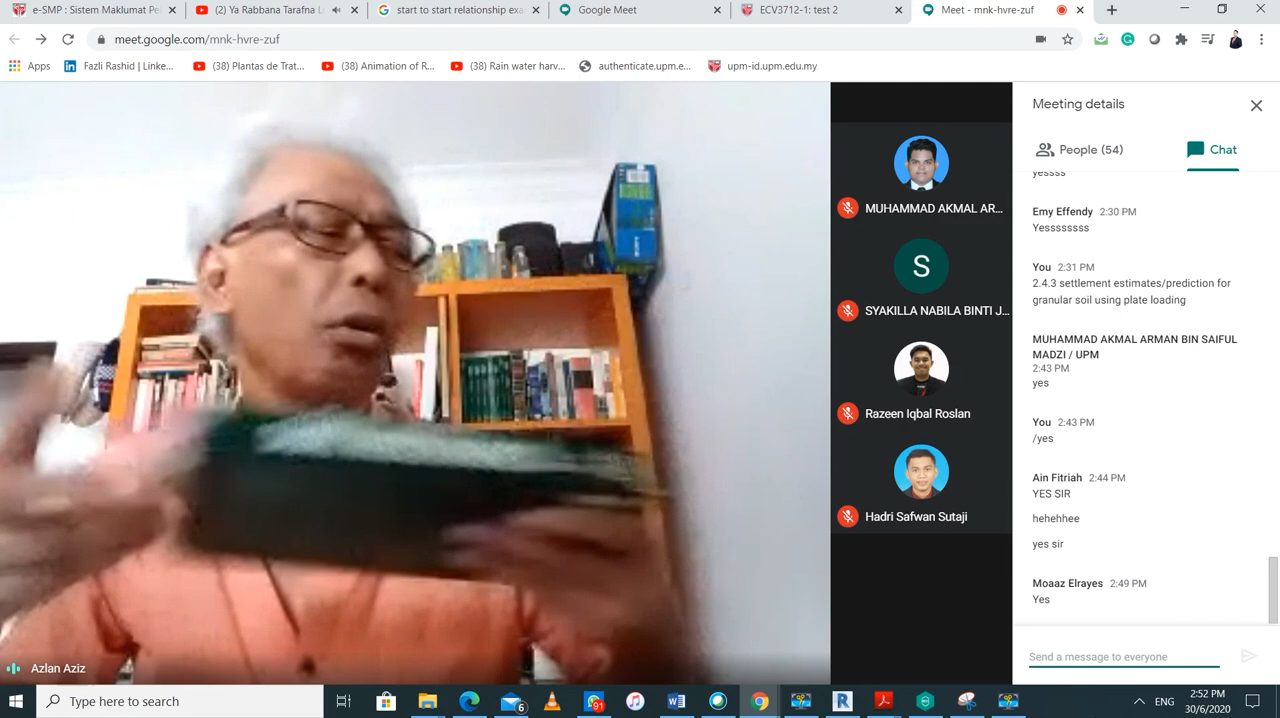 e-SMP : Sistem Maklumat Pel
(2) Ya Rabbana Tarafna
start to start relationship exa
Google Meet
ECV3712-1: test 2
Meet - mnk-hvre-zuf
meet.google.com/mnk-hvre-zuf
Apps
Fazli Rashid | Linke...
(38) Plantas de Trat...
(38) Animation of R...
(38) Rain water harv...
authenticate.upm.e...
upm-id.upm.edu.my
Meeting details
People (54)
Chat
yessss
Emy Effendy 2:30 PM
Yessssssss
You 2:31 PM
2.4.3 settlement estimates/prediction for
granular soil using plate loading
MUHAMMAD AKMAL ARMAN BIN SAIFUL
MADZI / UPM
2:43 PM
yes
You 2:43 PM
/yes
Ain Fitriah 2:44 PM
YES SIR
hehehhee
yes sir
Moaaz Elrayes 2:49 PM
Yes
Send a message to everyone
MUHAMMAD AKMAL AR...
S
SYAKILLA NABILA BINTI J...
Razeen Iqbal Roslan
Hadri Safwan Sutaji
Azlan Aziz
Type here to search
6
91
ENG
2:52 PM
30/6/2020